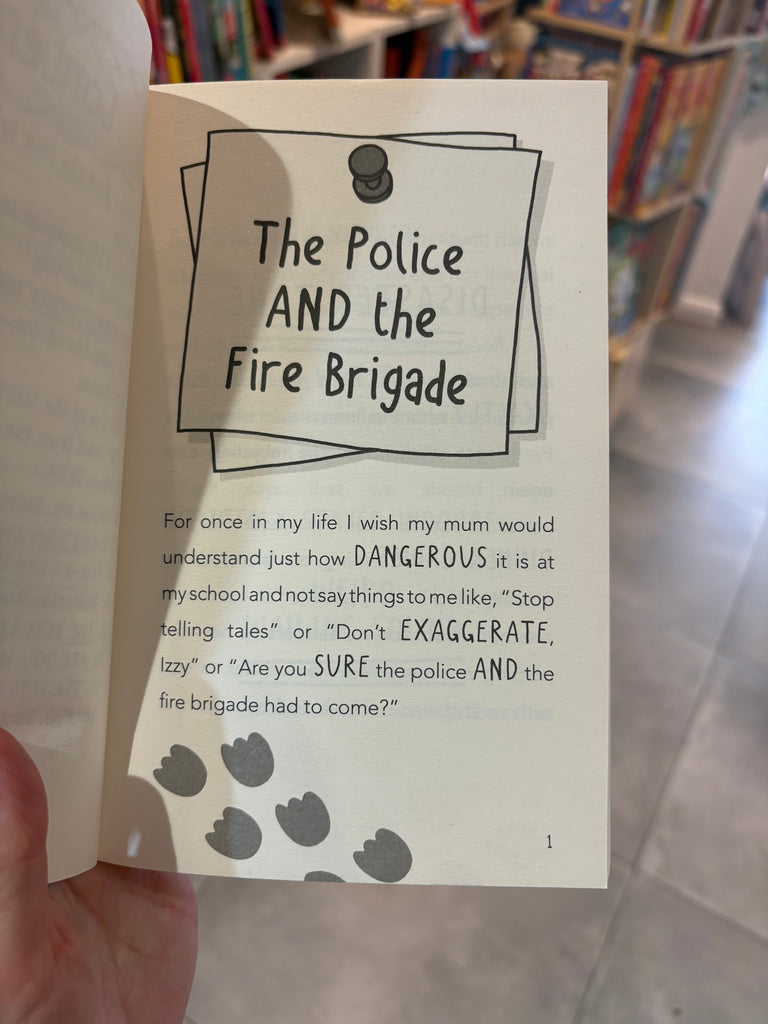 The Police
AND the
Fire Brigade
For once in my life I wish my mum would
understand just how DANGEROUS it is at
my school and not say things to me like, “Stop
telling tales” or “Don’t EXAGGERATE,
Izzy” or “Are you SURE the police AND the
fire brigade had to come?”
1